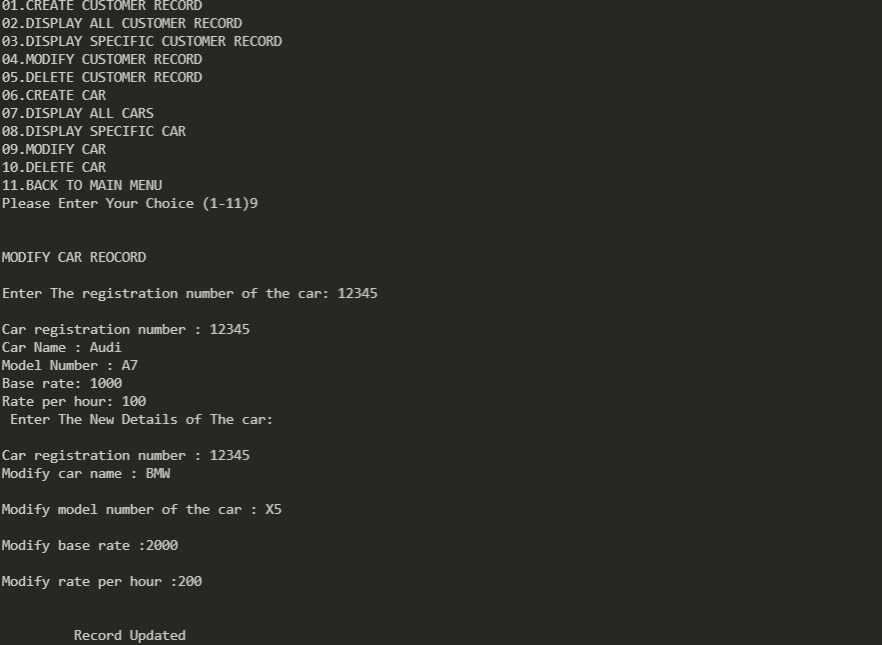 01.CREATE CUSTOMER RECORD
02.DISPLAY ALL CUSTOMER RECORD
03.DISPLAY SPECIFIC CUSTOMER RECORD
04.MODIFY CUSTOMER RECORD
05.DELETE CUSTOMER RECORD
06.CREATE CAR
07.DISPLAY ALL CARS
08.DISPLAY SPECIFIC CAR
09.MODIFY CAR
10.DELETE CAR
11.BACK TO MAIN MENU
Please Enter Your Choice (1-11)9
MODIFY CAR REOCORD
Enter The registration number of the car: 12345
Car registration number : 12345
Car Name : Audi
Model Number : A7
Base rate: 1000
Rate per hour: 100
Enter The New Details of The car:
Car registration number : 12345
Modify car name : BMW
Modify model number of the car : X5
Modify base rate :2000
Modify rate per hour :200
Record Updated